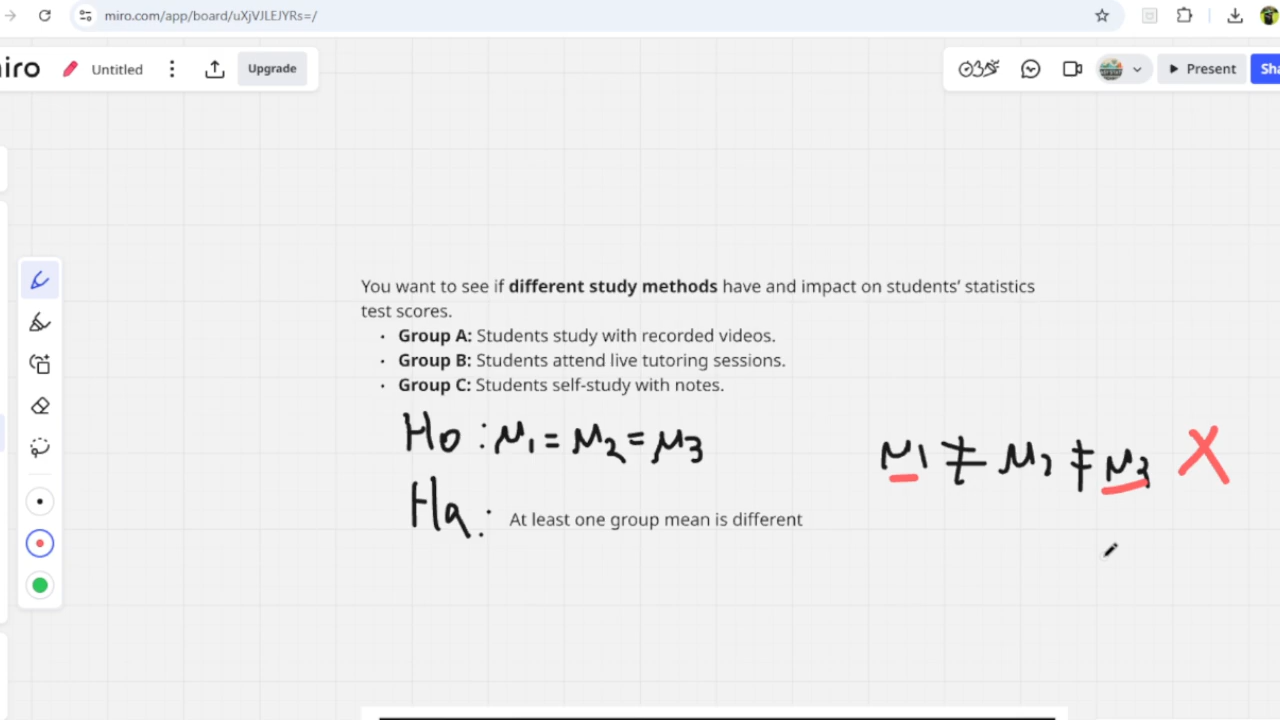 miro.com/app/board/uXjVJLEJYRs=/
iro Untitled Upgrade
Present Sha
You want to see if different study methods have and impact on students’ statistics
test scores.
· Group A: Students study with recorded videos.
· Group B: Students attend live tutoring sessions.
· Group C: Students self-study with notes.
Ho : μ1 = μ2 = μ3
μ1 ≠ μ2 ≠ μ3 X
Ha : At least one group mean is different